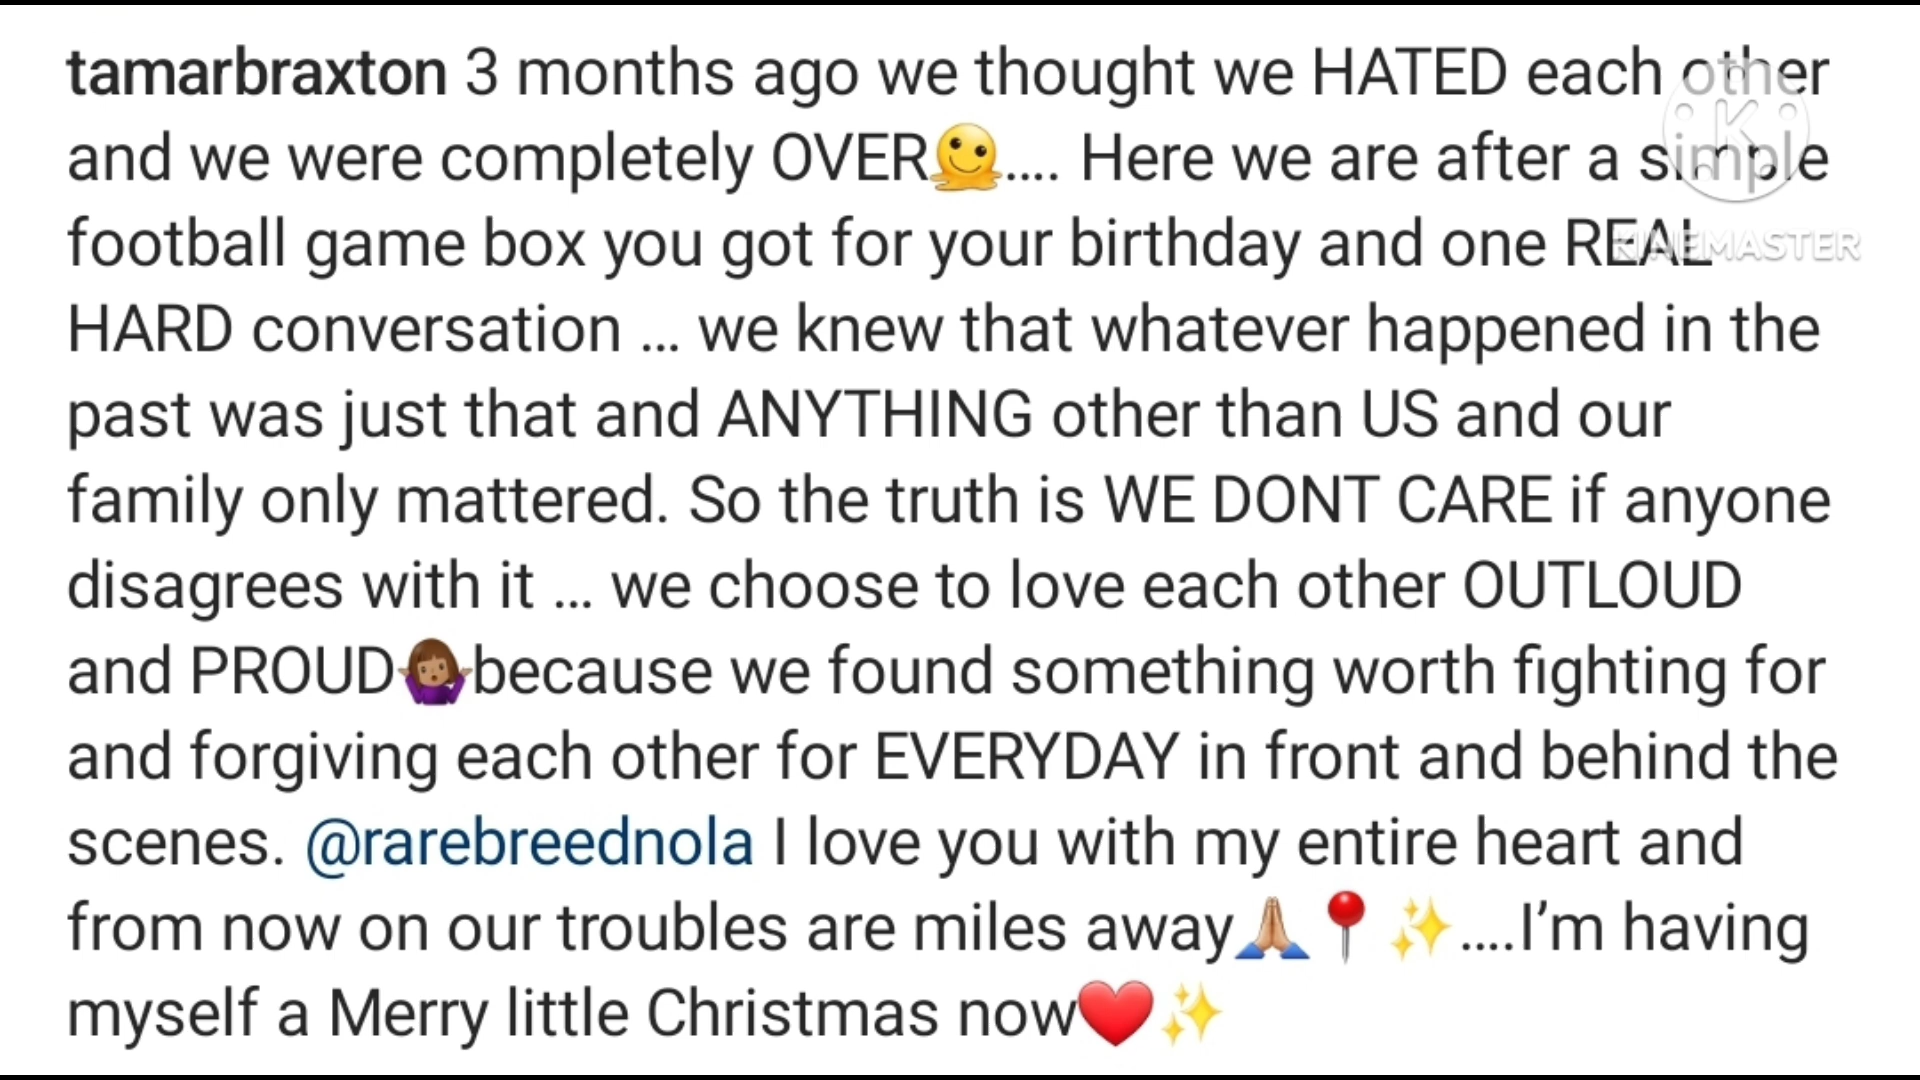 tamarbraxton 3 months ago we thought we HATED each other
and we were completely OVER🫠.... Here we are after a simple
football game box you got for your birthday and one REAL
KINEMASTER
HARD conversation ... we knew that whatever happened in the
past was just that and ANYTHING other than US and our
family only mattered. So the truth is WE DONT CARE if anyone
disagrees with it ... we choose to love each other OUTLOUD
and PROUD🤷🏽‍♀️because we found something worth fighting for
and forgiving each other for EVERYDAY in front and behind the
scenes. @rarebreednola I love you with my entire heart and
from now on our troubles are miles away🙏🏼📍✨....I’m having
myself a Merry little Christmas now❤️✨